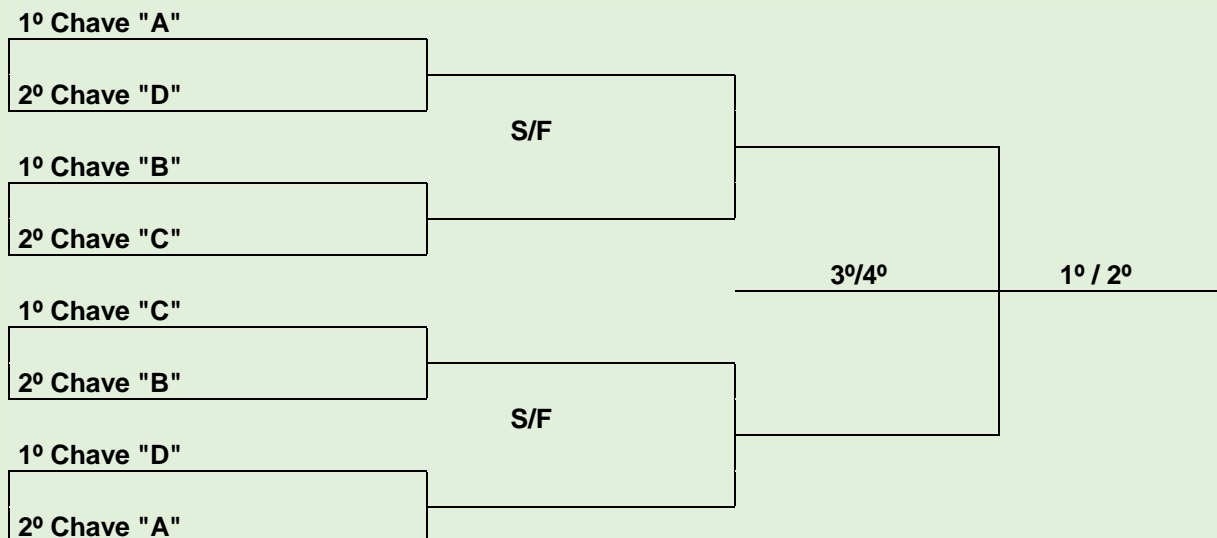 1º Chave "A"
2º Chave "D"
S/F
1º Chave "B"
2º Chave "C"
3º/4º
1º / 2º
1º Chave "C"
2º Chave "B"
S/F
1º Chave "D"
2º Chave "A"